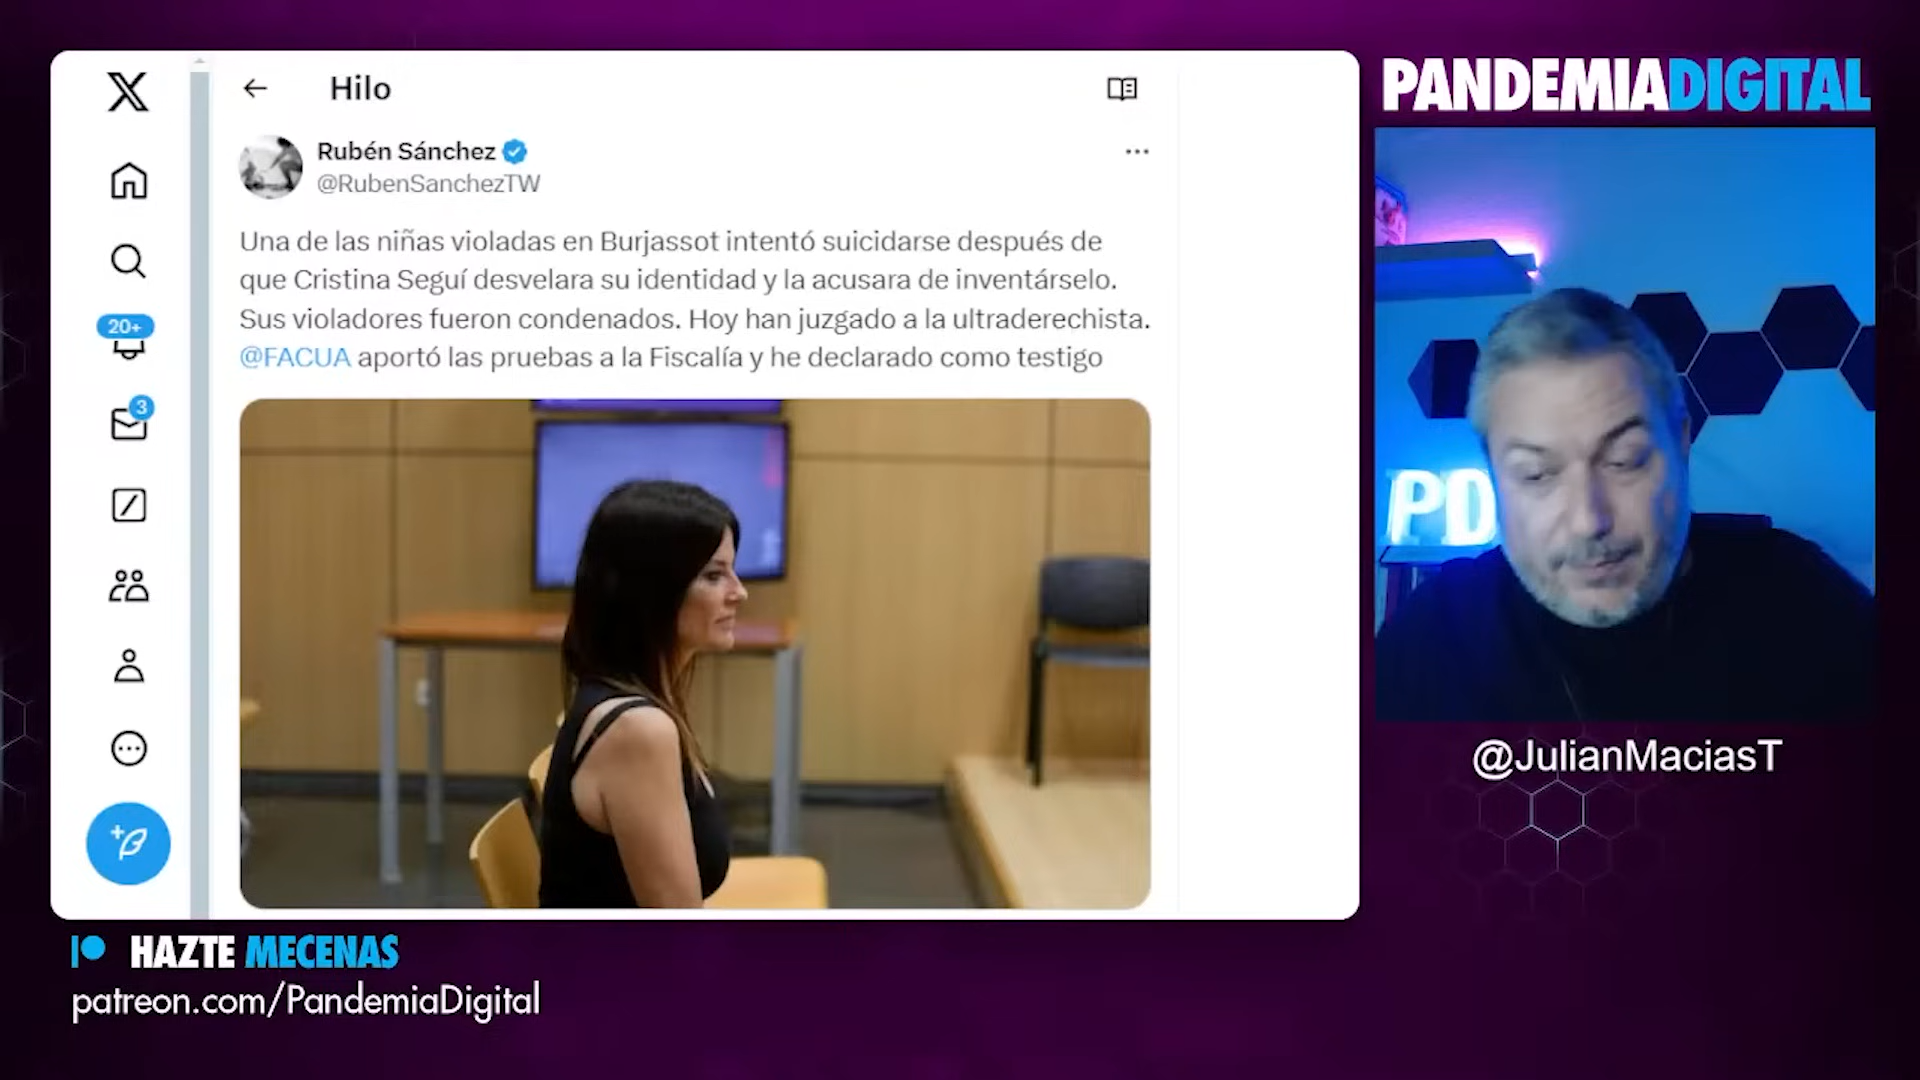 PANDEMIADIGITAL
Hilo
Rubén Sánchez
@RubenSanchezTW
Una de las niñas violadas en Burjassot intentó suicidarse después de
que Cristina Seguí desvelara su identidad y la acusara de inventárselo.
Sus violadores fueron condenados. Hoy han juzgado a la ultraderechista.
@FACUA aportó las pruebas a la Fiscalía y he declarado como testigo
20+
3
PD
@JulianMaciasT
HAZTE MECENAS
patreon.com/PandemiaDigital